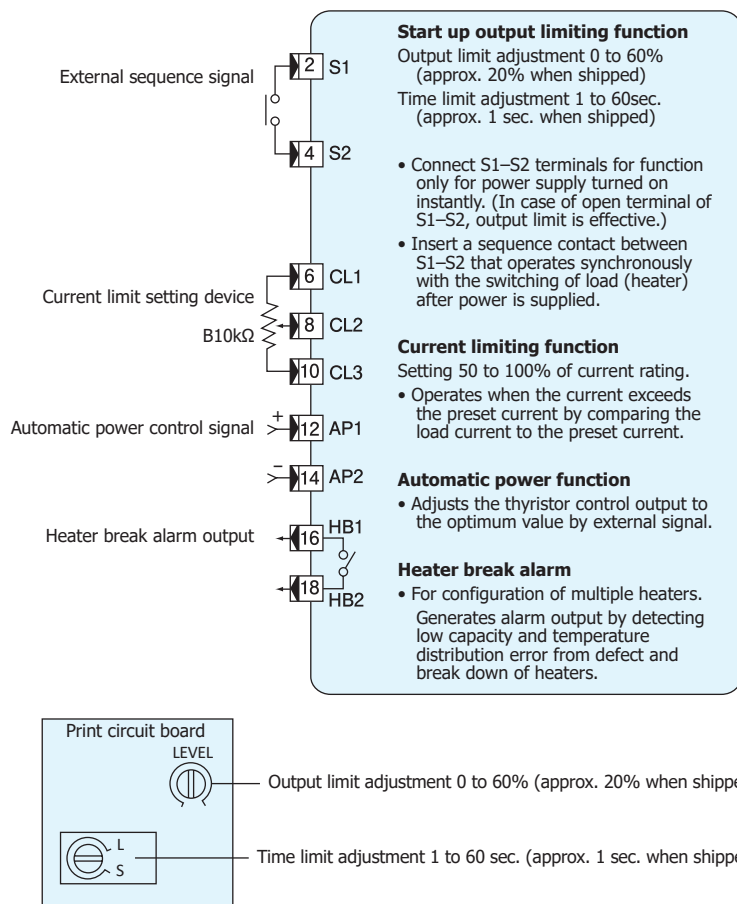 Start up output limiting function
Output limit adjustment 0 to 60%
(approx. 20% when shipped)
Time limit adjustment 1 to 60sec.
(approx. 1 sec. when shipped)
• Connect S1–S2 terminals for function
only for power supply turned on
instantly. (In case of open terminal of
S1–S2, output limit is effective.)
• Insert a sequence contact between
S1–S2 that operates synchronously
with the switching of load (heater)
after power is supplied.
Current limiting function
Setting 50 to 100% of current rating.
• Operates when the current exceeds
the preset current by comparing the
load current to the preset current.
Automatic power function
• Adjusts the thyristor control output to
the optimum value by external signal.
Heater break alarm
• For configuration of multiple heaters.
Generates alarm output by detecting
low capacity and temperature
distribution error from defect and
break down of heaters.
External sequence signal
2 S1
4 S2
Current limit setting device
B10kΩ
6 CL1
8 CL2
10 CL3
Automatic power control signal
+ 12 AP1
− 14 AP2
Heater break alarm output
16 HB1
18 HB2
Print circuit board
LEVEL
Output limit adjustment 0 to 60% (approx. 20% when shippe
L
S
Time limit adjustment 1 to 60 sec. (approx. 1 sec. when shippe